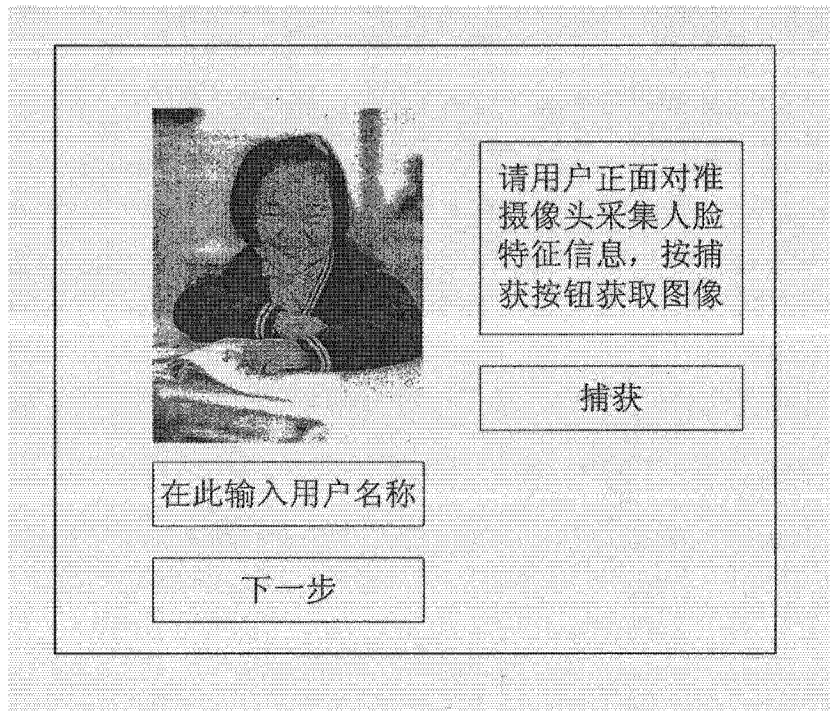 请用户正面对准
摄像头采集人脸
特征信息，按捕
获按钮获取图像
捕获
在此输入用户名称
下一步